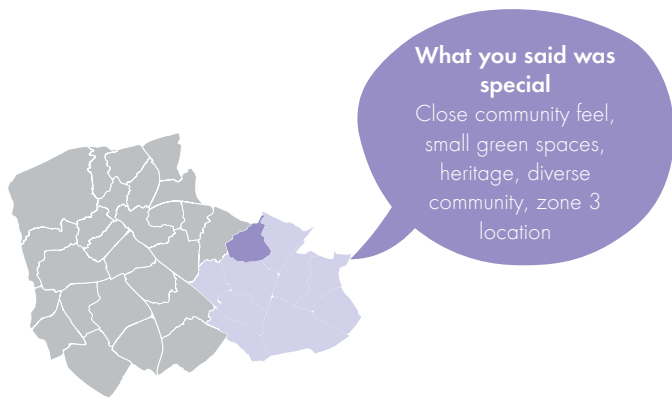 What you said was
special
Close community feel,
small green spaces,
heritage, diverse
community, zone 3
location